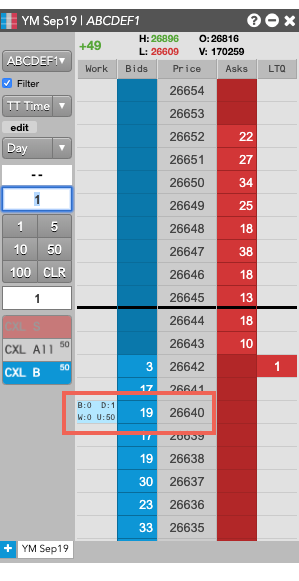 YM Sep19 | ABCDEF1
+49 H: 26896 O: 26816
L: 26609 V: 170259
ABCDEF1
Filter
TT Time
edit
Day
--
1
1 5
10 50
100 CLR
1
CXL S
CXL All 50
CXL B 50
Work Bids Price Asks LTQ
26654
26653
26652 22
26651 27
26650 34
26649 25
26648 18
26647 38
26646 18
26645 13
26644 18
26643 10
3 26642 1
17 26641
B:0 D:1
W:0 U:50
19 26640
17 26639
19 26638
30 26637
23 26636
33 26635
+ YM Sep19